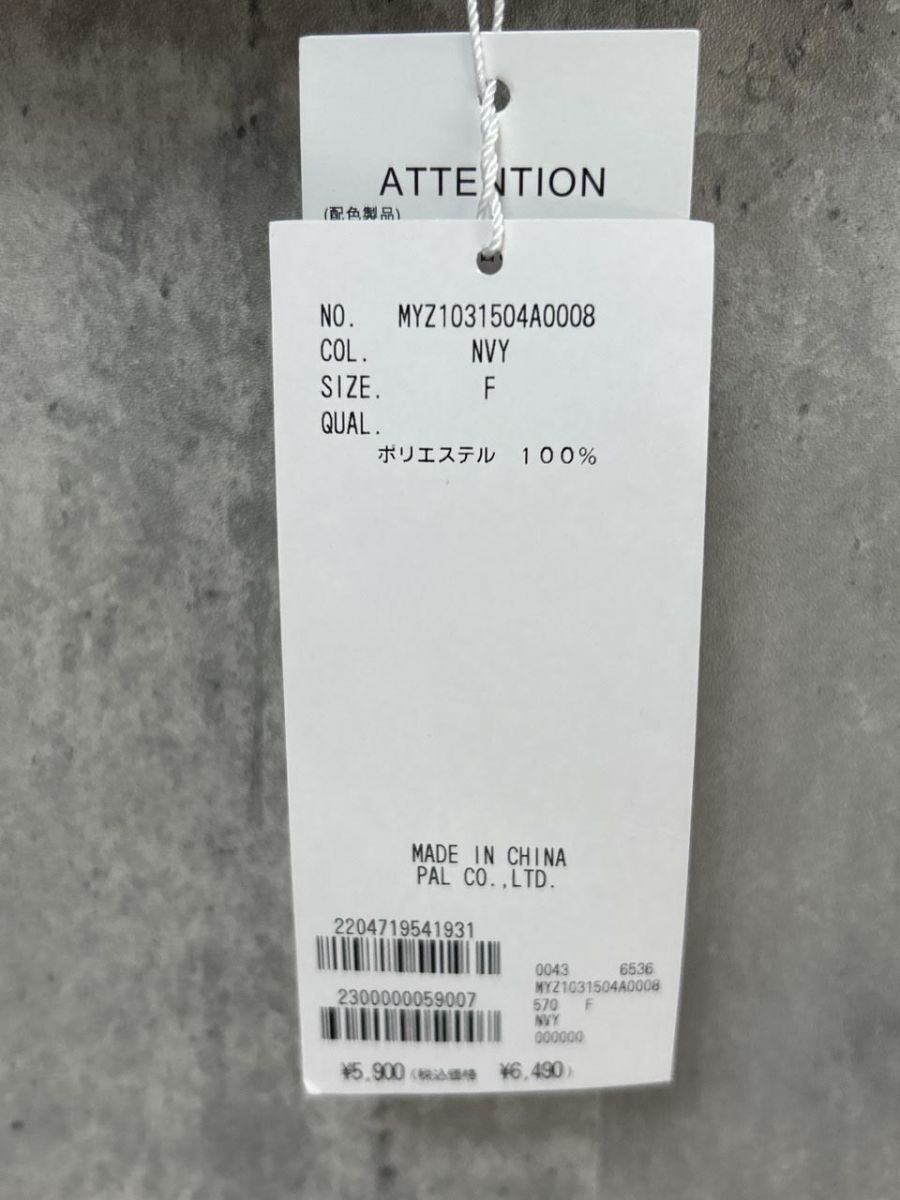 ATTENTION
(配色製品)
NO. MYZ1031504A0008
COL. NVY
SIZE. F
QUAL.
ポリエステル 100%
MADE IN CHINA
PAL CO.,LTD.
2204719541931
2300000059007
0043 6536
MYZ1031504A0008
570 F
NVY
000000
¥5,900(税込価格 ¥6,490)